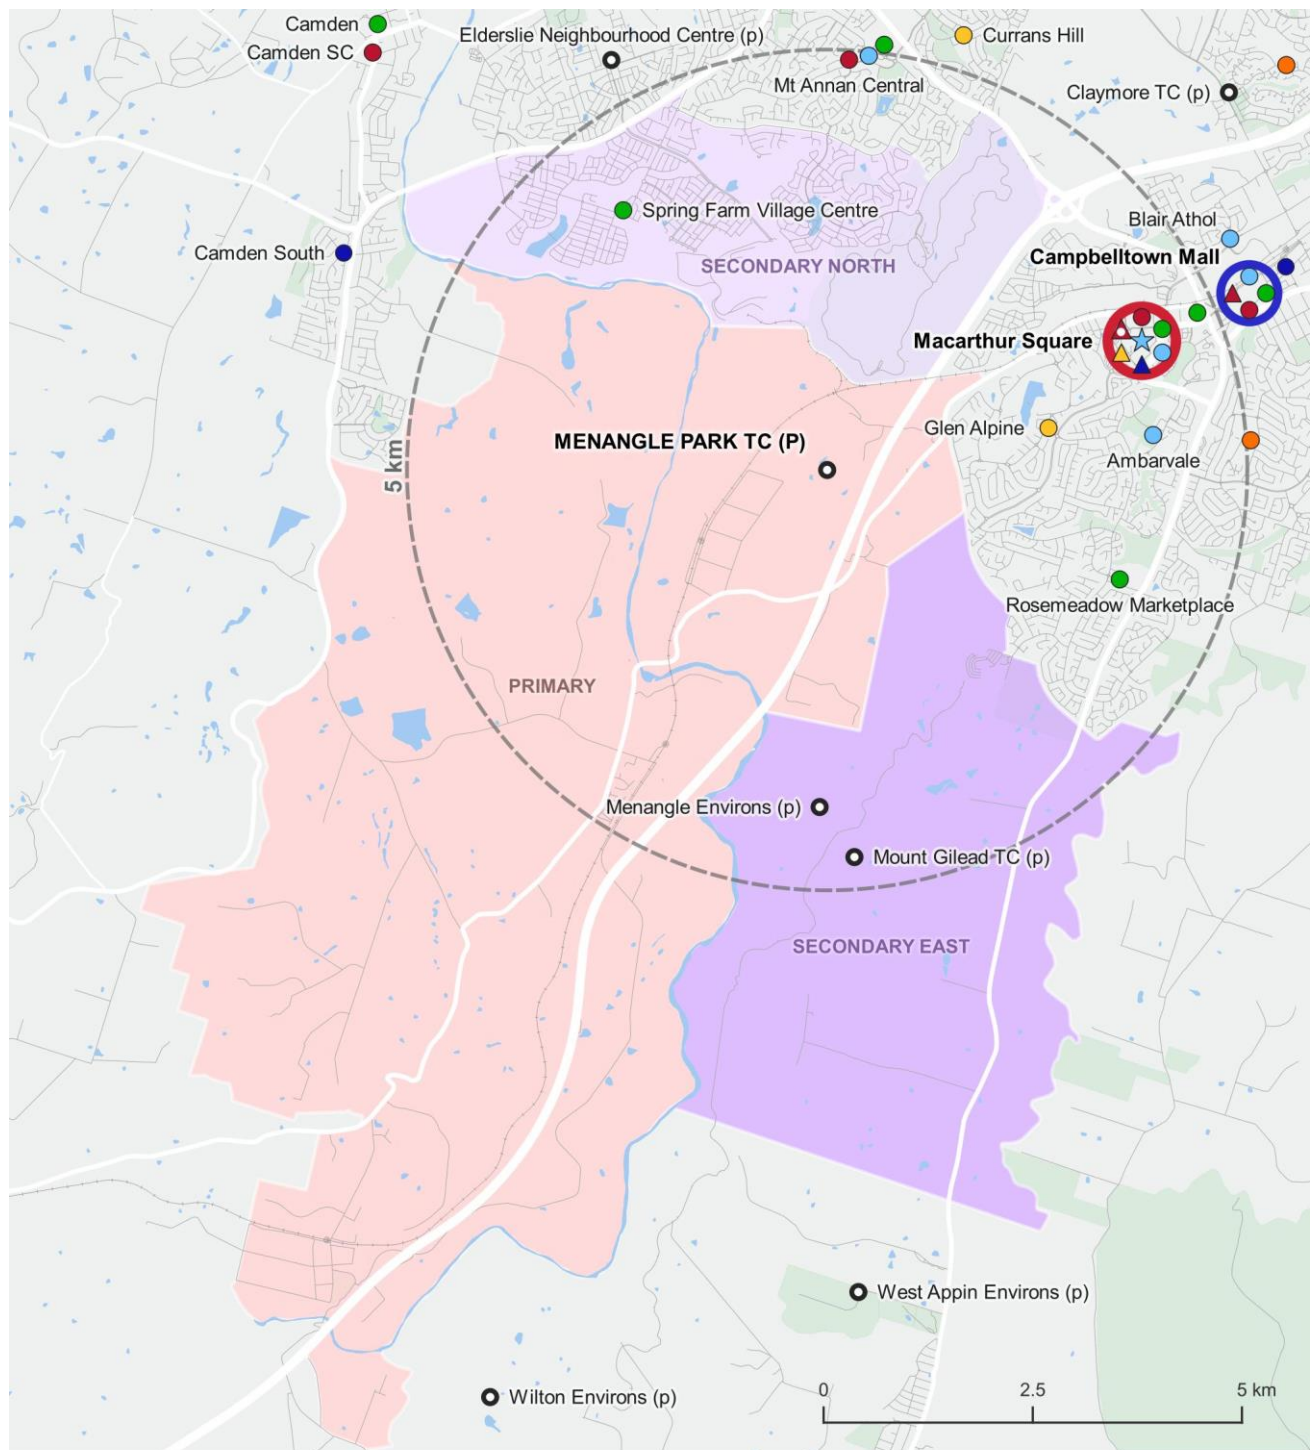 Camden
Elderslie Neighbourhood Centre (p)
Currans Hill
Camden SC
Mt Annan Central
Claymore TC (p)
Spring Farm Village Centre
Blair Athol
Camden South
SECONDARY NORTH
Campbelltown Mall
Macarthur Square
Glen Alpine
MENANGLE PARK TC (P)
5 km
Ambarvale
Rosemeadow Marketplace
PRIMARY
Menangle Environs (p)
Mount Gilead TC (p)
SECONDARY EAST
West Appin Environs (p)
Wilton Environs (p)
0 2.5 5 km